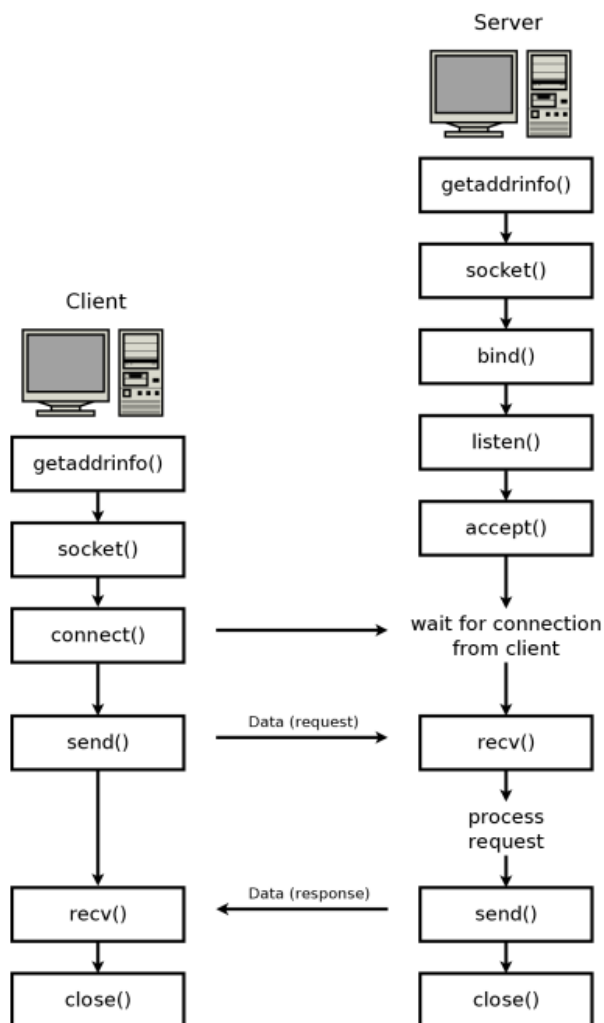 Server
getaddrinfo()
socket()
bind()
listen()
accept()
wait for connection
from client
recv()
process
request
send()
close()
Client
getaddrinfo()
socket()
connect()
send()
recv()
close()
Data (request)
Data (response)